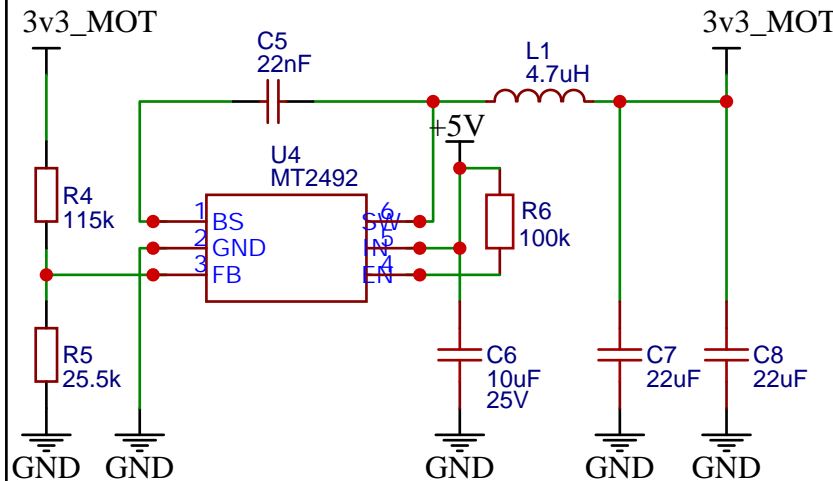 3v3_MOT
3v3_MOT
C5
22nF
L1
4.7uH
+5V
U4
MT2492
R4
115k
R6
100k
1 BS
2 GND
3 FB
SW 6
IN 5
EN 4
R5
25.5k
C6
10uF
25V
C7
22uF
C8
22uF
GND
GND
GND
GND
GND